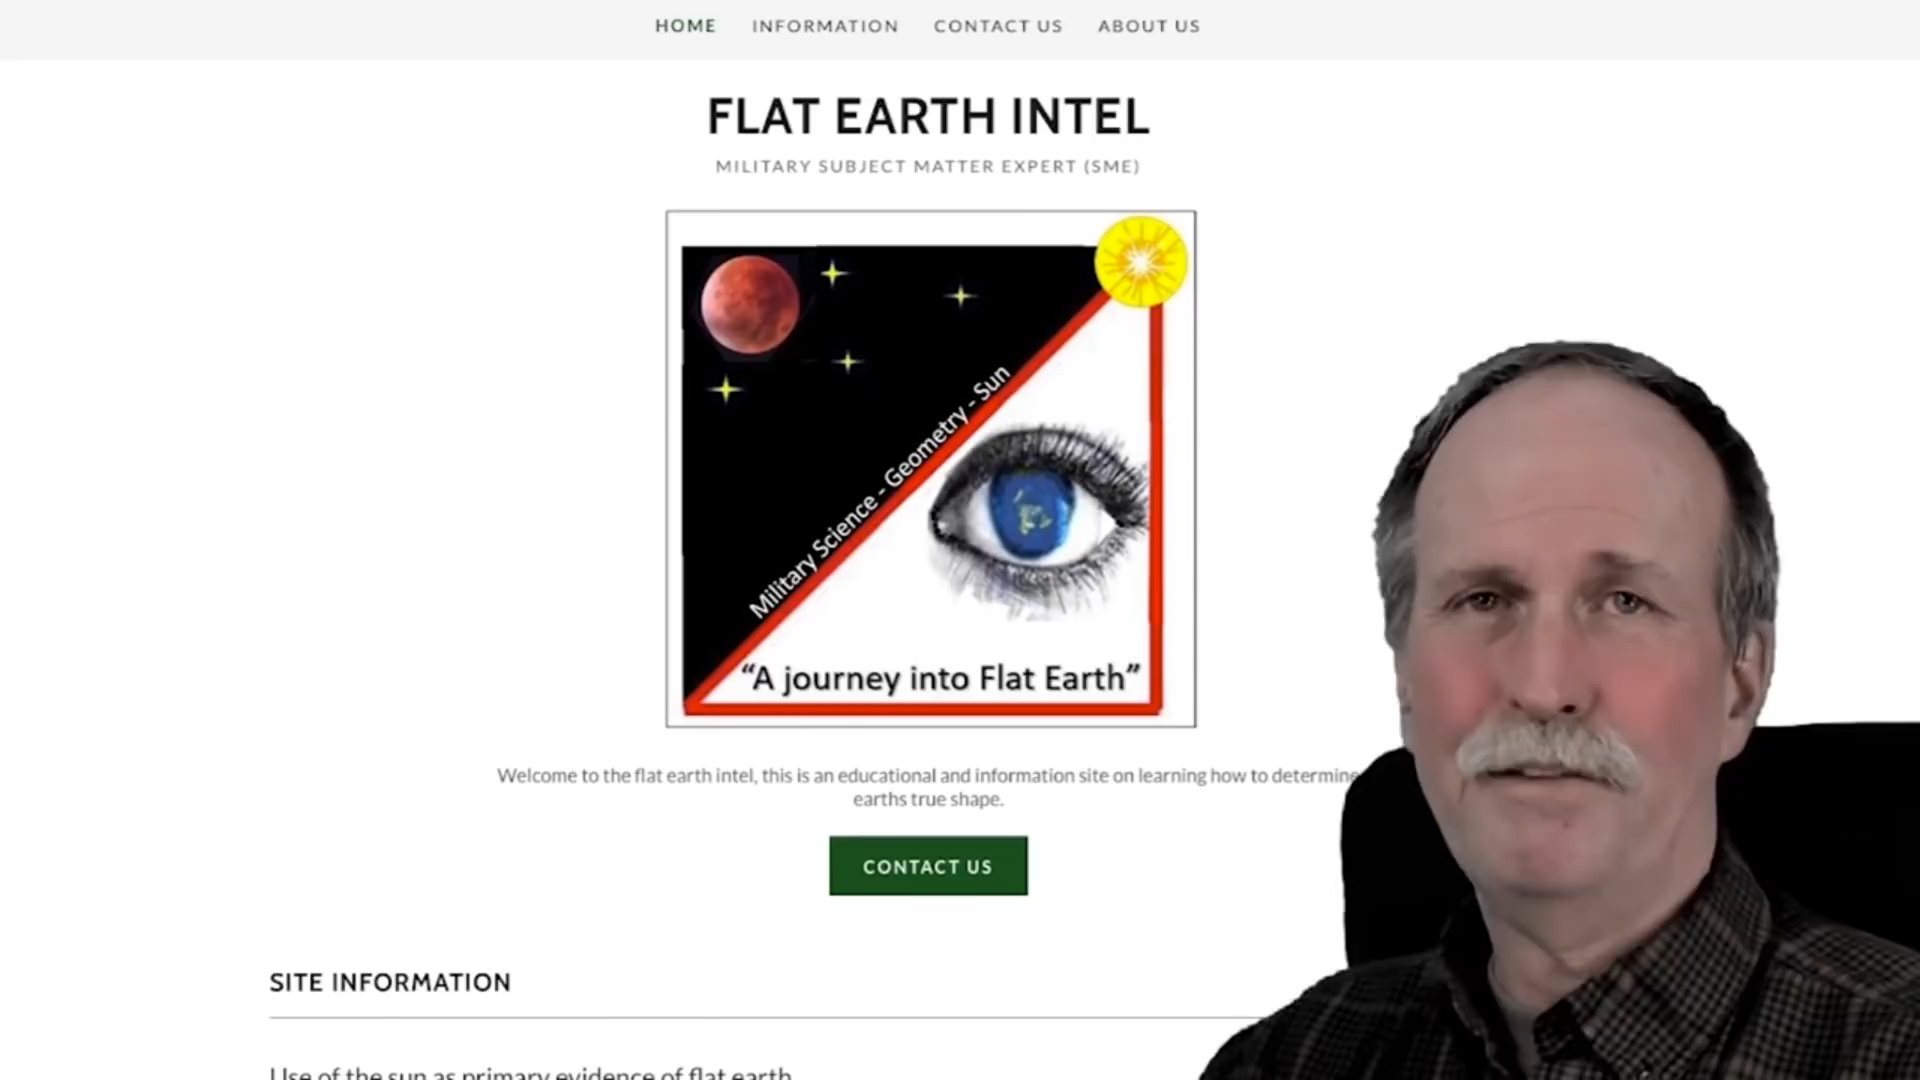 HOME INFORMATION CONTACT US ABOUT US
FLAT EARTH INTEL
MILITARY SUBJECT MATTER EXPERT (SME)
Military Science - Geometry - Sun
“A journey into Flat Earth”
Welcome to the flat earth intel, this is an educational and information site on learning how to determine
earths true shape.
CONTACT US
SITE INFORMATION
Use of the sun as primary evidence of flat earth